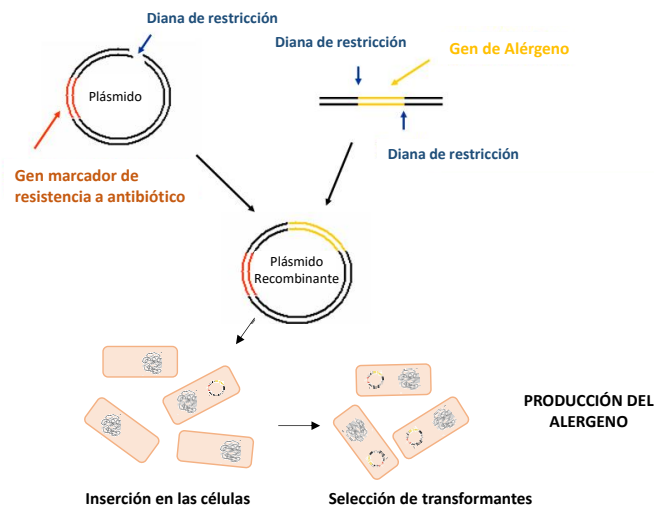 Diana de restricción
Diana de restricción
Gen de Alérgeno
Plásmido
Diana de restricción
Gen marcador de
resistencia a antibiótico
Plásmido
Recombinante
PRODUCCIÓN DEL
ALERGENO
Inserción en las células
Selección de transformantes